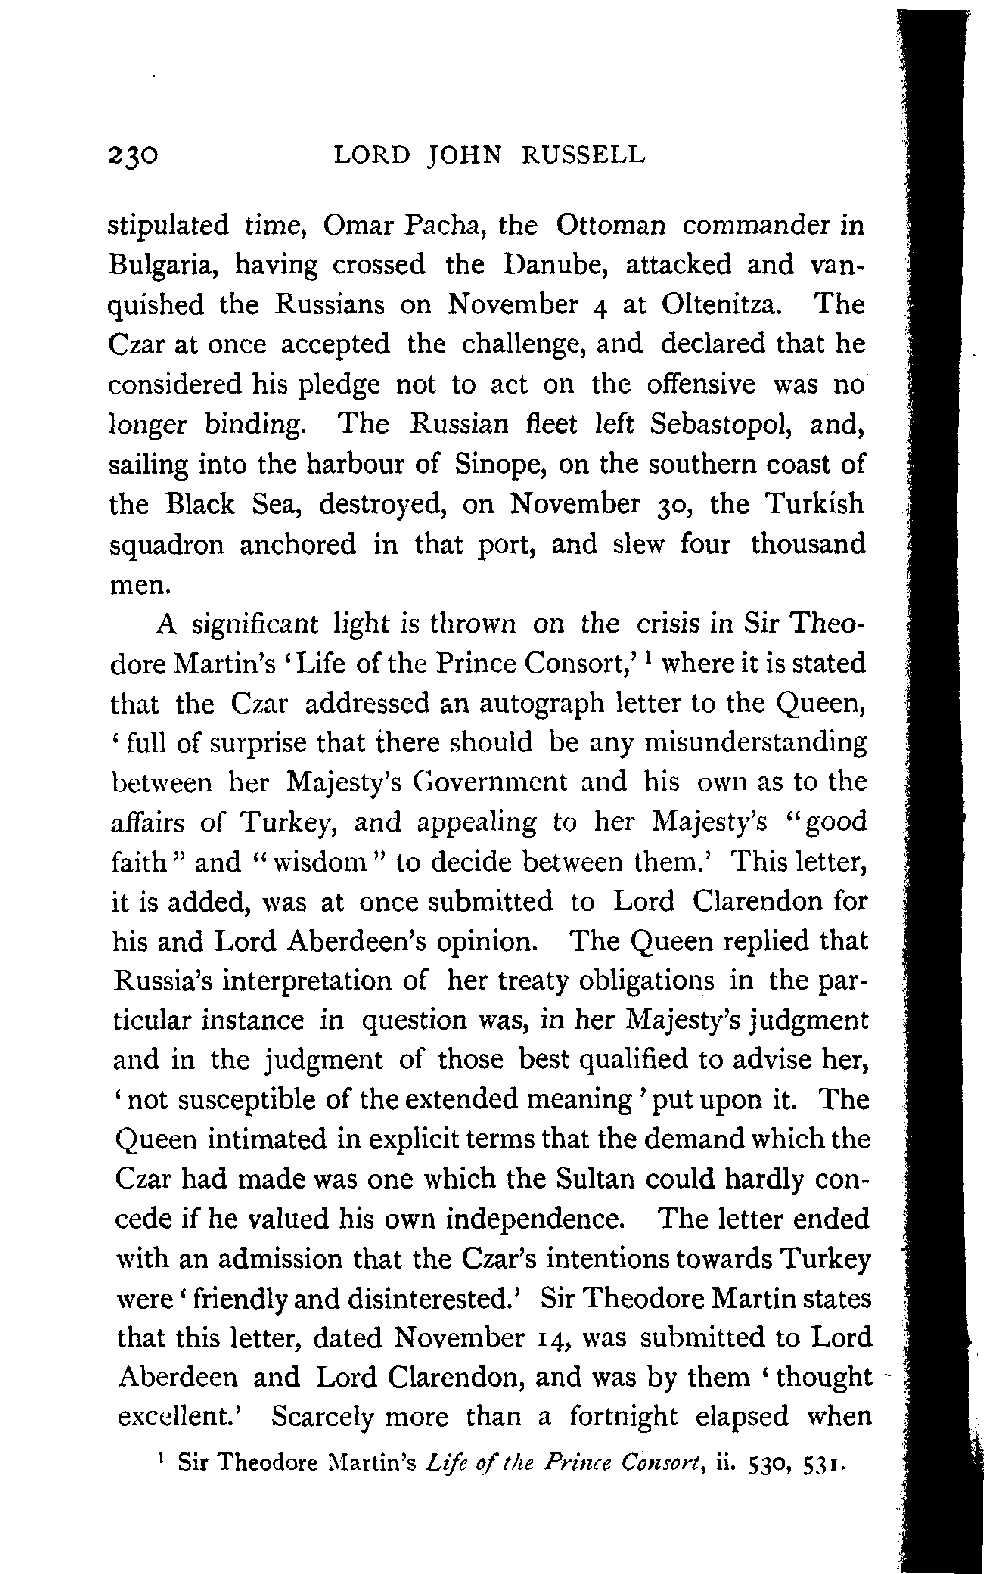 230 LORD JOHN RUSSELL
stipulated time, Omar Pacha, the Ottoman commander in
Bulgaria, having crossed the Danube, attacked and van-
quished the Russians on November 4 at Oltenitza. The
Czar at once accepted the challenge, and declared that he
considered his pledge not to act on the offensive was no
longer binding. The Russian fleet left Sebastopol, and,
sailing into the harbour of Sinope, on the southern coast of
the Black Sea, destroyed, on November 30, the Turkish
squadron anchored in that port, and slew four thousand
men.
A significant light is thrown on the crisis in Sir Theo-
dore Martin's ‘Life of the Prince Consort,’ ¹ where it is stated
that the Czar addressed an autograph letter to the Queen,
‘full of surprise that there should be any misunderstanding
between her Majesty's Government and his own as to the
affairs of Turkey, and appealing to her Majesty's “good
faith” and “wisdom” to decide between them.’ This letter,
it is added, was at once submitted to Lord Clarendon for
his and Lord Aberdeen's opinion. The Queen replied that
Russia's interpretation of her treaty obligations in the par-
ticular instance in question was, in her Majesty's judgment
and in the judgment of those best qualified to advise her,
‘not susceptible of the extended meaning’ put upon it. The
Queen intimated in explicit terms that the demand which the
Czar had made was one which the Sultan could hardly con-
cede if he valued his own independence. The letter ended
with an admission that the Czar's intentions towards Turkey
were ‘friendly and disinterested.’ Sir Theodore Martin states
that this letter, dated November 14, was submitted to Lord
Aberdeen and Lord Clarendon, and was by them ‘thought
excellent.’ Scarcely more than a fortnight elapsed when
¹ Sir Theodore Martin's Life of the Prince Consort, ii. 530, 531.